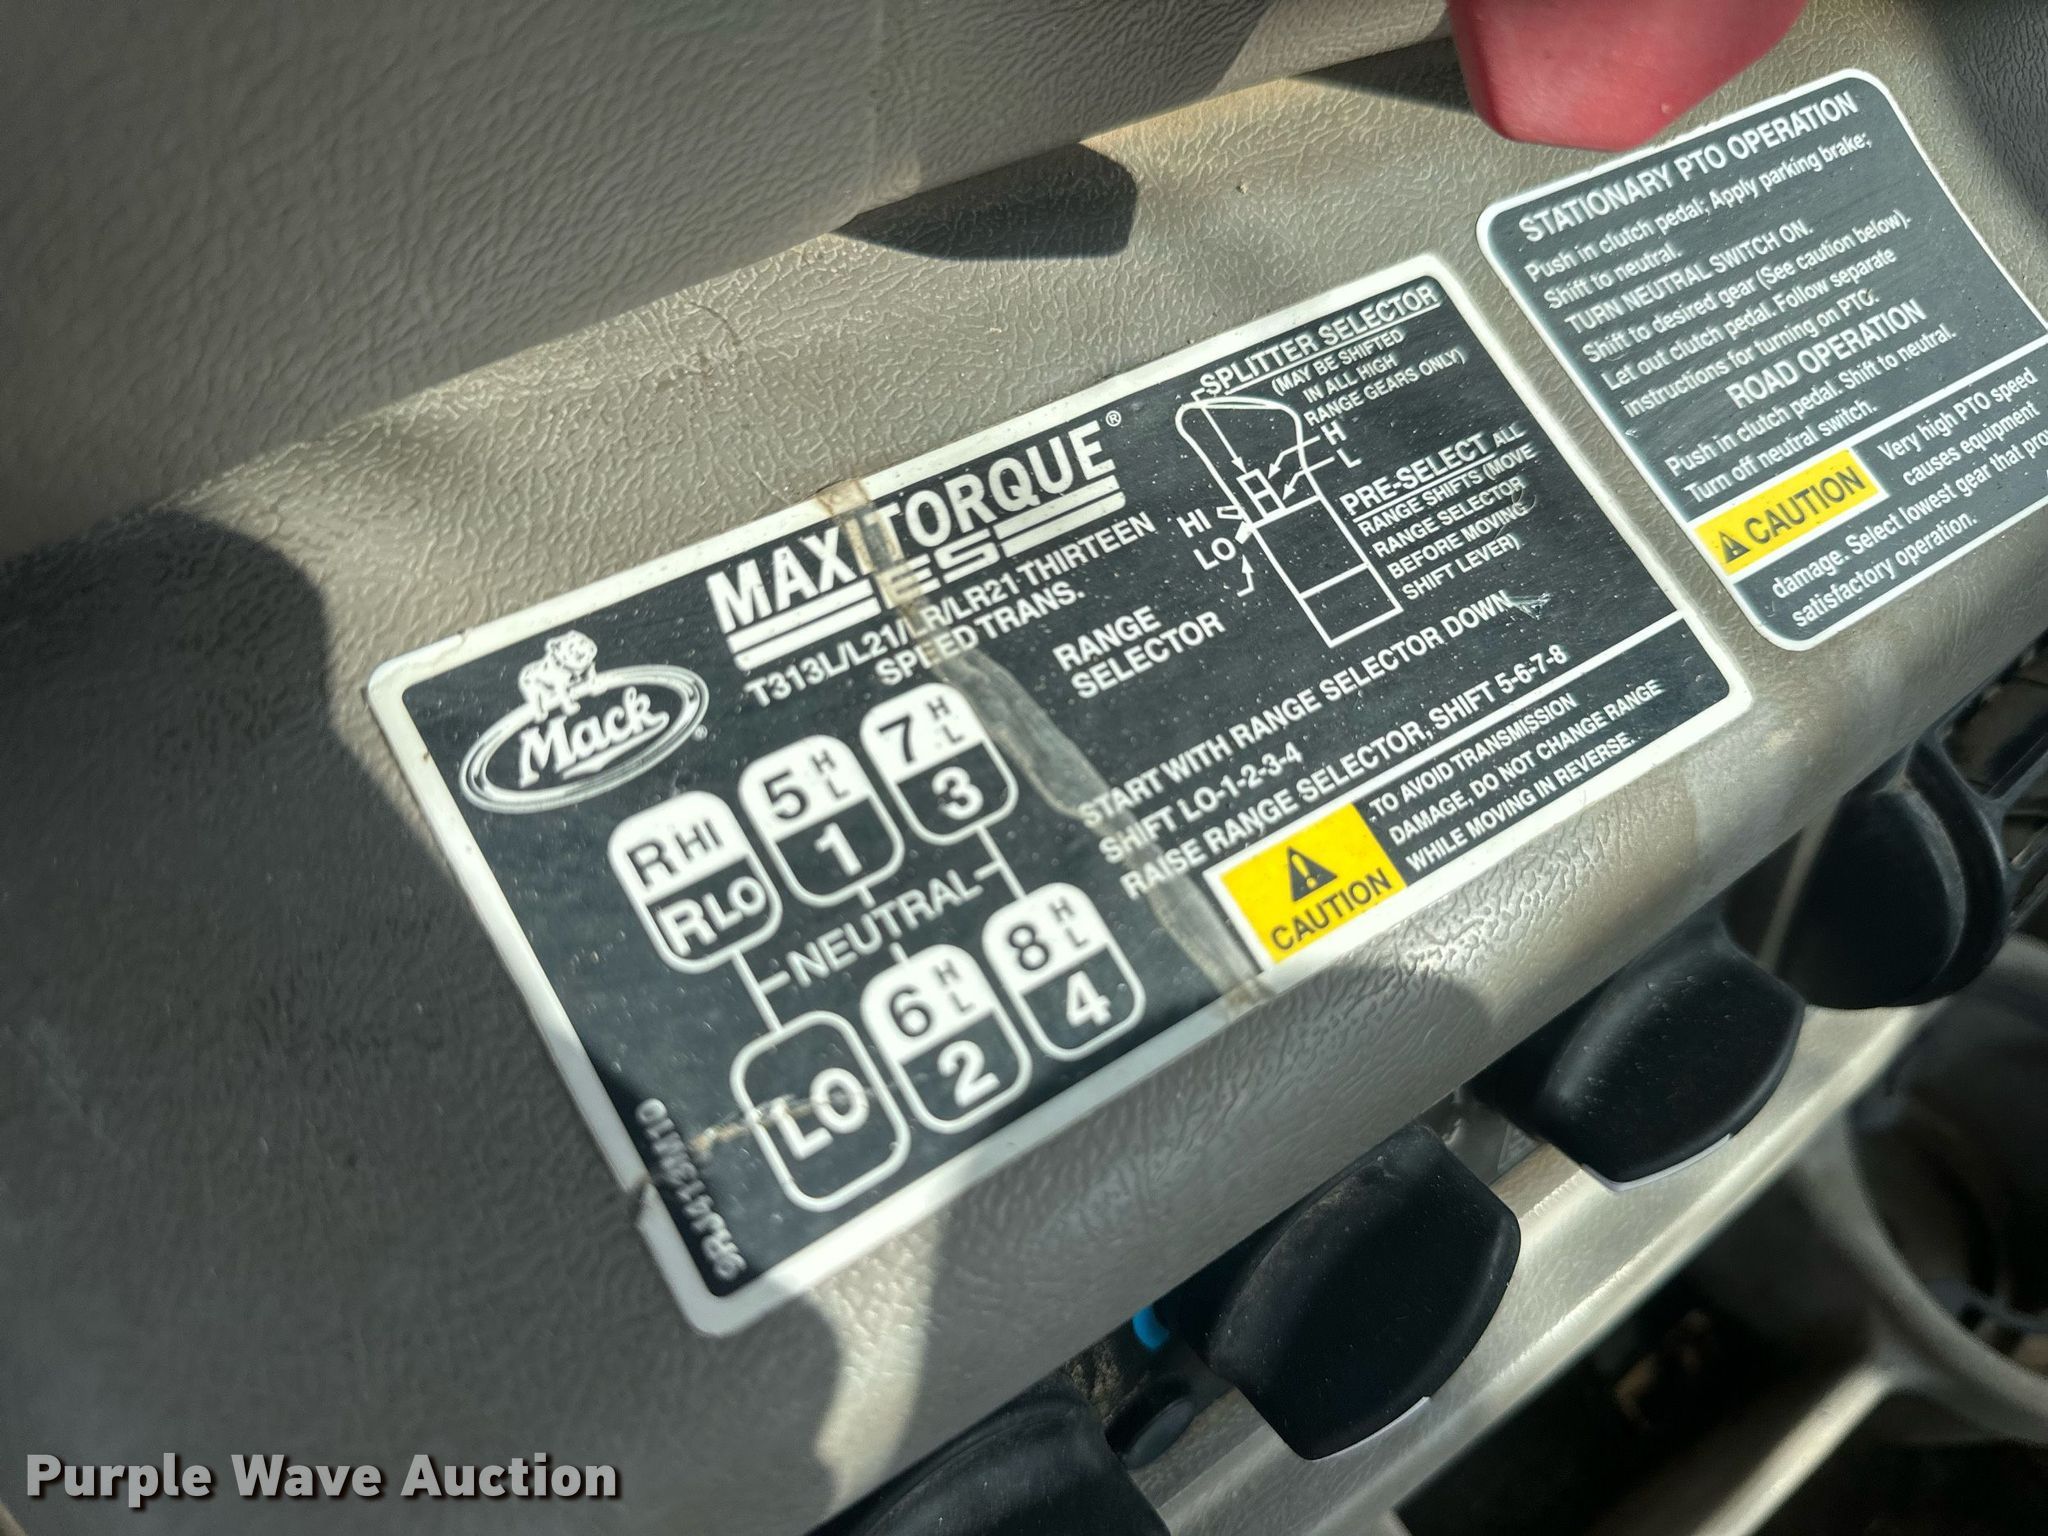 Mack®
MAXITORQUE®
ES
T313L/L21/LR/LR21 THIRTEEN
SPEED TRANS.
R HI
R LO
5 H L
1
7 H L
3
NEUTRAL
LO
6 H L
2
8 H L
4
SPLITTER SELECTOR
(MAY BE SHIFTED
IN ALL HIGH
RANGE GEARS ONLY)
H
L
H
HI
LO
RANGE
SELECTOR
PRE-SELECT ALL
RANGE SHIFTS (MOVE
RANGE SELECTOR
BEFORE MOVING
SHIFT LEVER)
START WITH RANGE SELECTOR DOWN
SHIFT LO-1-2-3-4
RAISE RANGE SELECTOR, SHIFT 5-6-7-8
CAUTION
TO AVOID TRANSMISSION
DAMAGE, DO NOT CHANGE RANGE
WHILE MOVING IN REVERSE.
STATIONARY PTO OPERATION
Push in clutch pedal; Apply parking brake;
Shift to neutral.
TURN NEUTRAL SWITCH ON.
Shift to desired gear (See caution below).
Let out clutch pedal. Follow separate
instructions for turning on PTO.
ROAD OPERATION
Push in clutch pedal. Shift to neutral.
Turn off neutral switch.
CAUTION
Very high PTO speed
causes equipment
damage. Select lowest gear that pro
satisfactory operation.
Purple Wave Auction